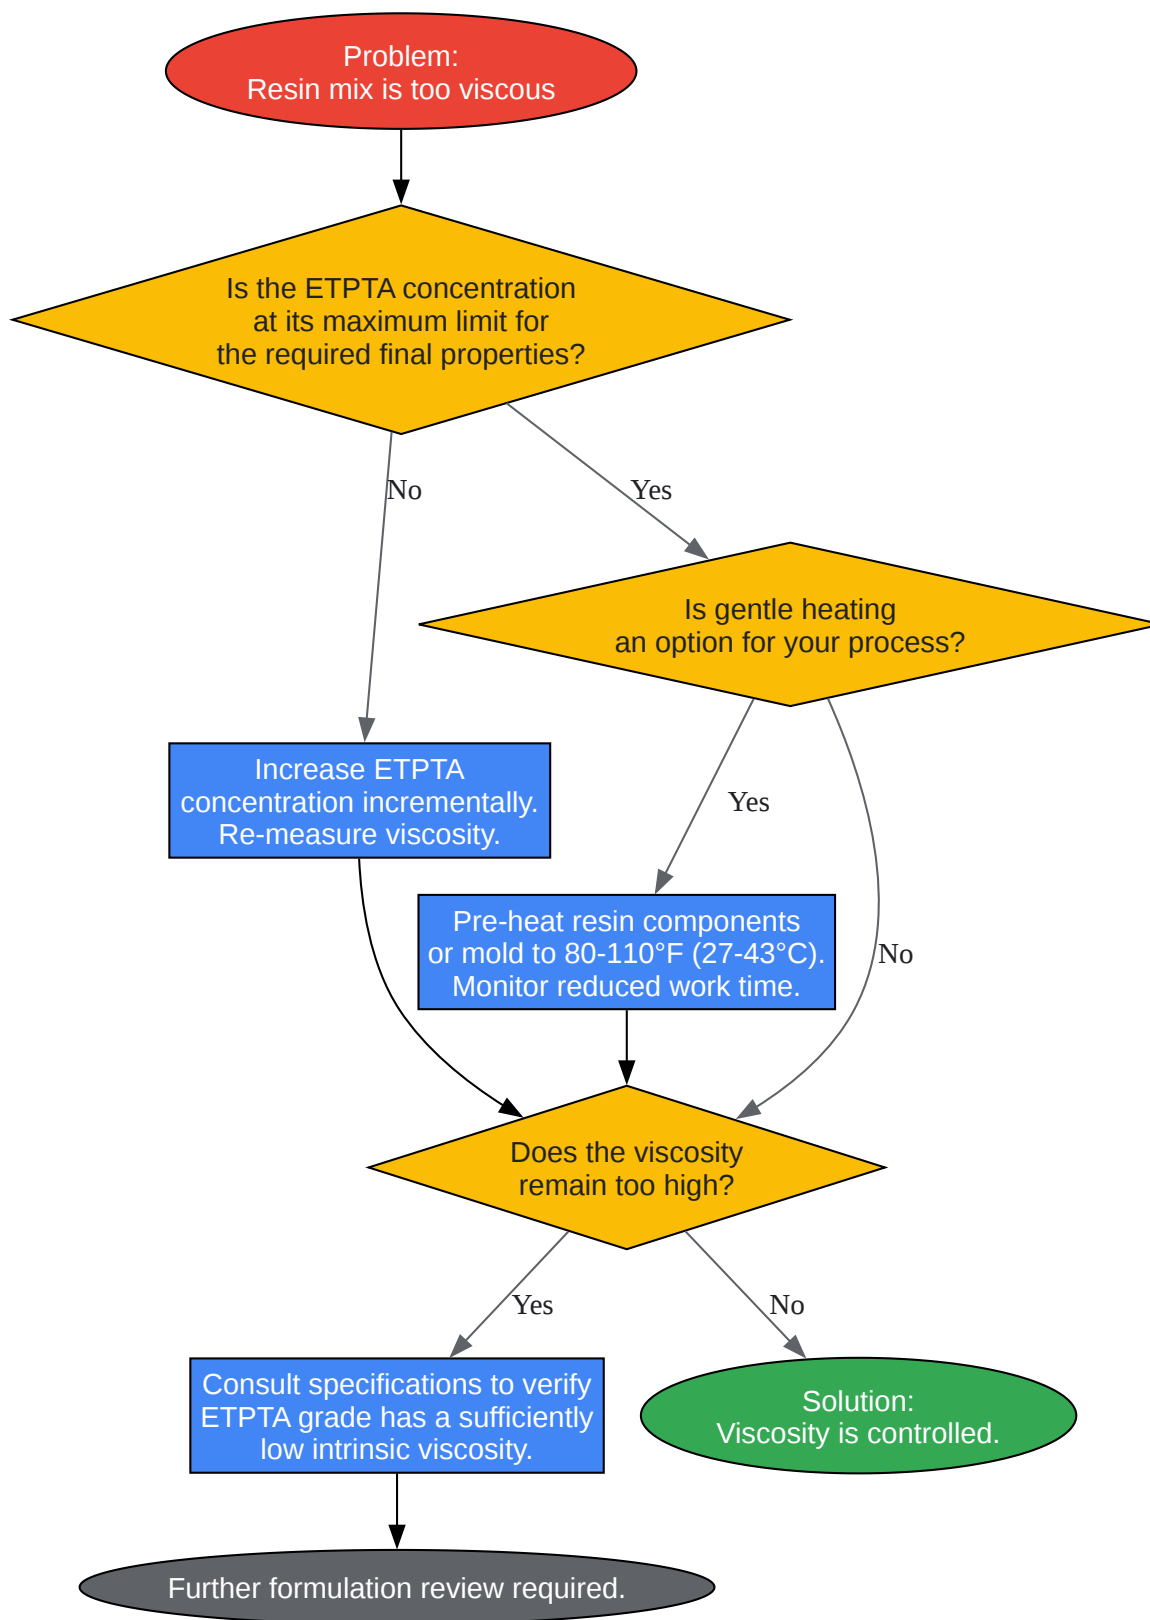 Problem:
Resin mix is too viscous
Is the ETPTA concentration
at its maximum limit for
the required final properties?
No
Yes
Is gentle heating
an option for your process?
Increase ETPTA
concentration incrementally.
Re-measure viscosity.
Yes
Pre-heat resin components
or mold to 80-110°F (27-43°C).
Monitor reduced work time.
No
Does the viscosity
remain too high?
Yes
No
Consult specifications to verify
ETPTA grade has a sufficiently
low intrinsic viscosity.
Solution:
Viscosity is controlled.
Further formulation review required.